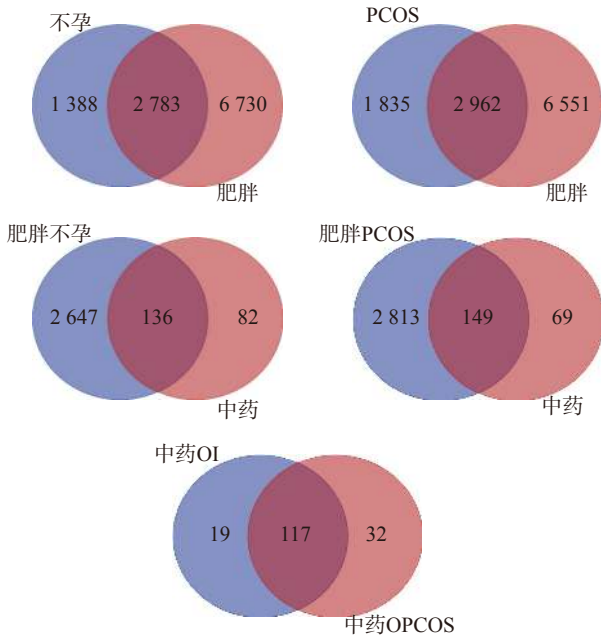 不孕
1 388 2 783 6 730
肥胖
PCOS
1 835 2 962 6 551
肥胖
肥胖不孕
2 647 136 82
中药
肥胖PCOS
2 813 149 69
中药
中药OI
19 117 32
中药OPCOS